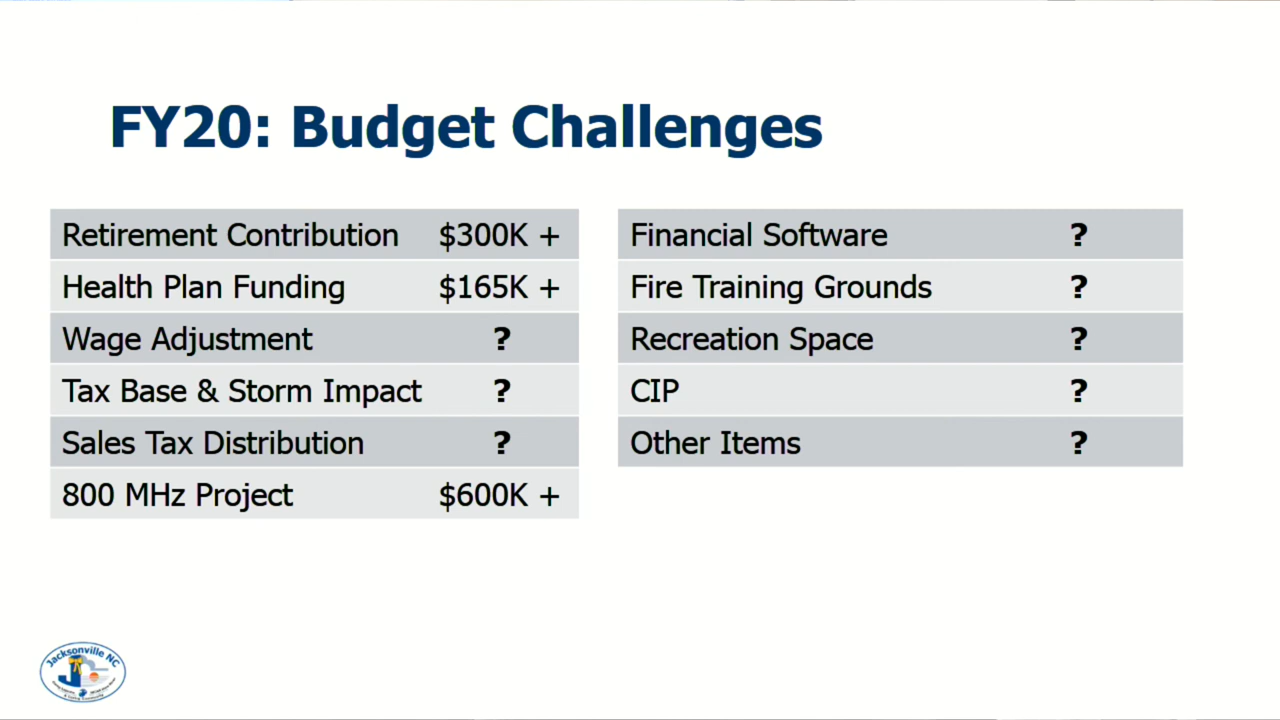 FY20: Budget Challenges
Retirement Contribution $300K +
Health Plan Funding $165K +
Wage Adjustment ?
Tax Base & Storm Impact ?
Sales Tax Distribution ?
800 MHz Project $600K +
Financial Software ?
Fire Training Grounds ?
Recreation Space ?
CIP ?
Other Items ?
Jacksonville NC